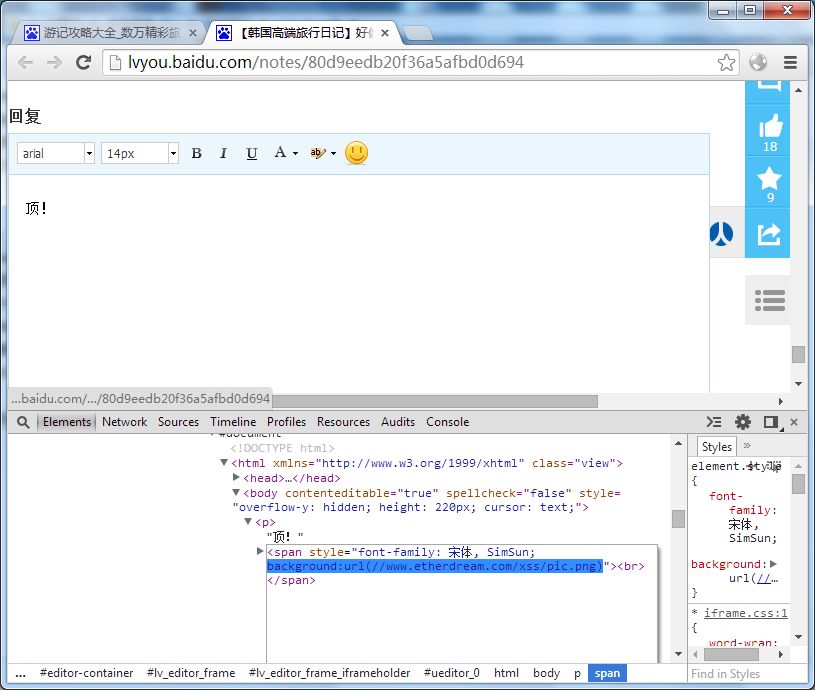 游记攻略大全_数万精彩旅
【韩国高端旅行日记】好
lvyou.baidu.com/notes/80d9eedb20f36a5afbd0d694
回复
arial 14px B I U A ab
顶!
18
9
...baidu.com/.../80d9eedb20f36a5afbd0d694
Elements Network Sources Timeline Profiles Resources Audits Console
#document
<!DOCTYPE html>
<html xmlns="http://www.w3.org/1999/xhtml" class="view">
<head>…</head>
<body contenteditable="true" spellcheck="false" style=
"overflow-y: hidden; height: 220px; cursor: text;">
<p>
"顶! "
<span style="font-family: 宋体, SimSun;
background:url(//www.etherdream.com/xss/pic.png)"><br>
</span>
Styles »
element.style
{
font-
family:
宋体,
SimSun;
background:
url(//…
}
* iframe.css:1
{
word-wran:
... #editor-container #lv_editor_frame #lv_editor_frame_iframeholder #ueditor_0 html body p span
Find in Styles